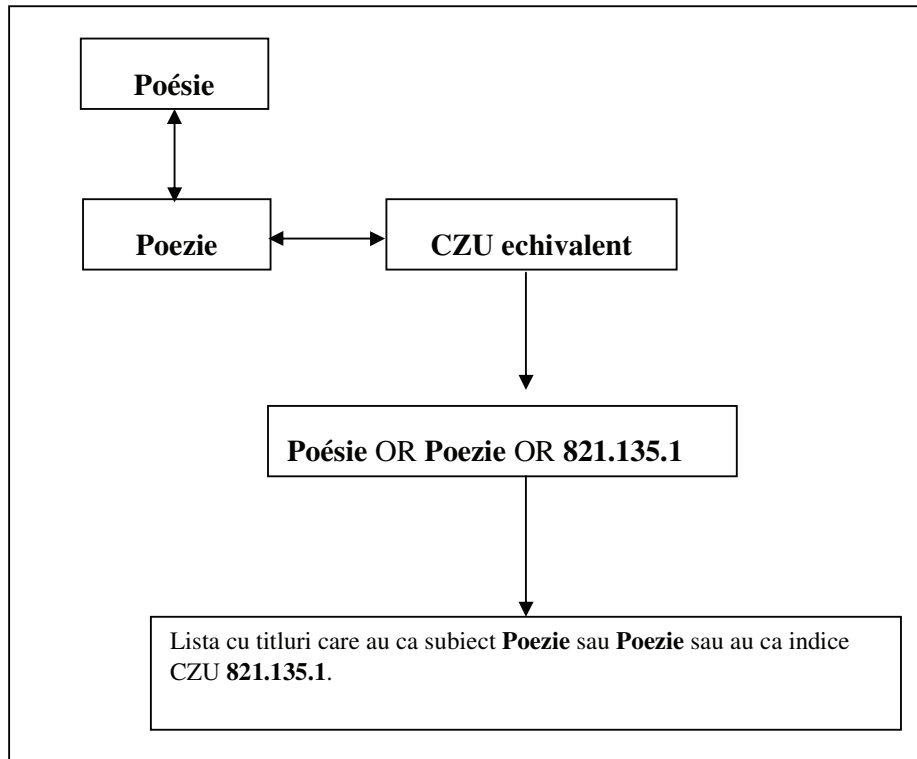 Poésie
Poezie
CZU echivalent
Poésie OR Poezie OR 821.135.1
Lista cu titluri care au ca subiect Poezie sau Poezie sau au ca indice
CZU 821.135.1.